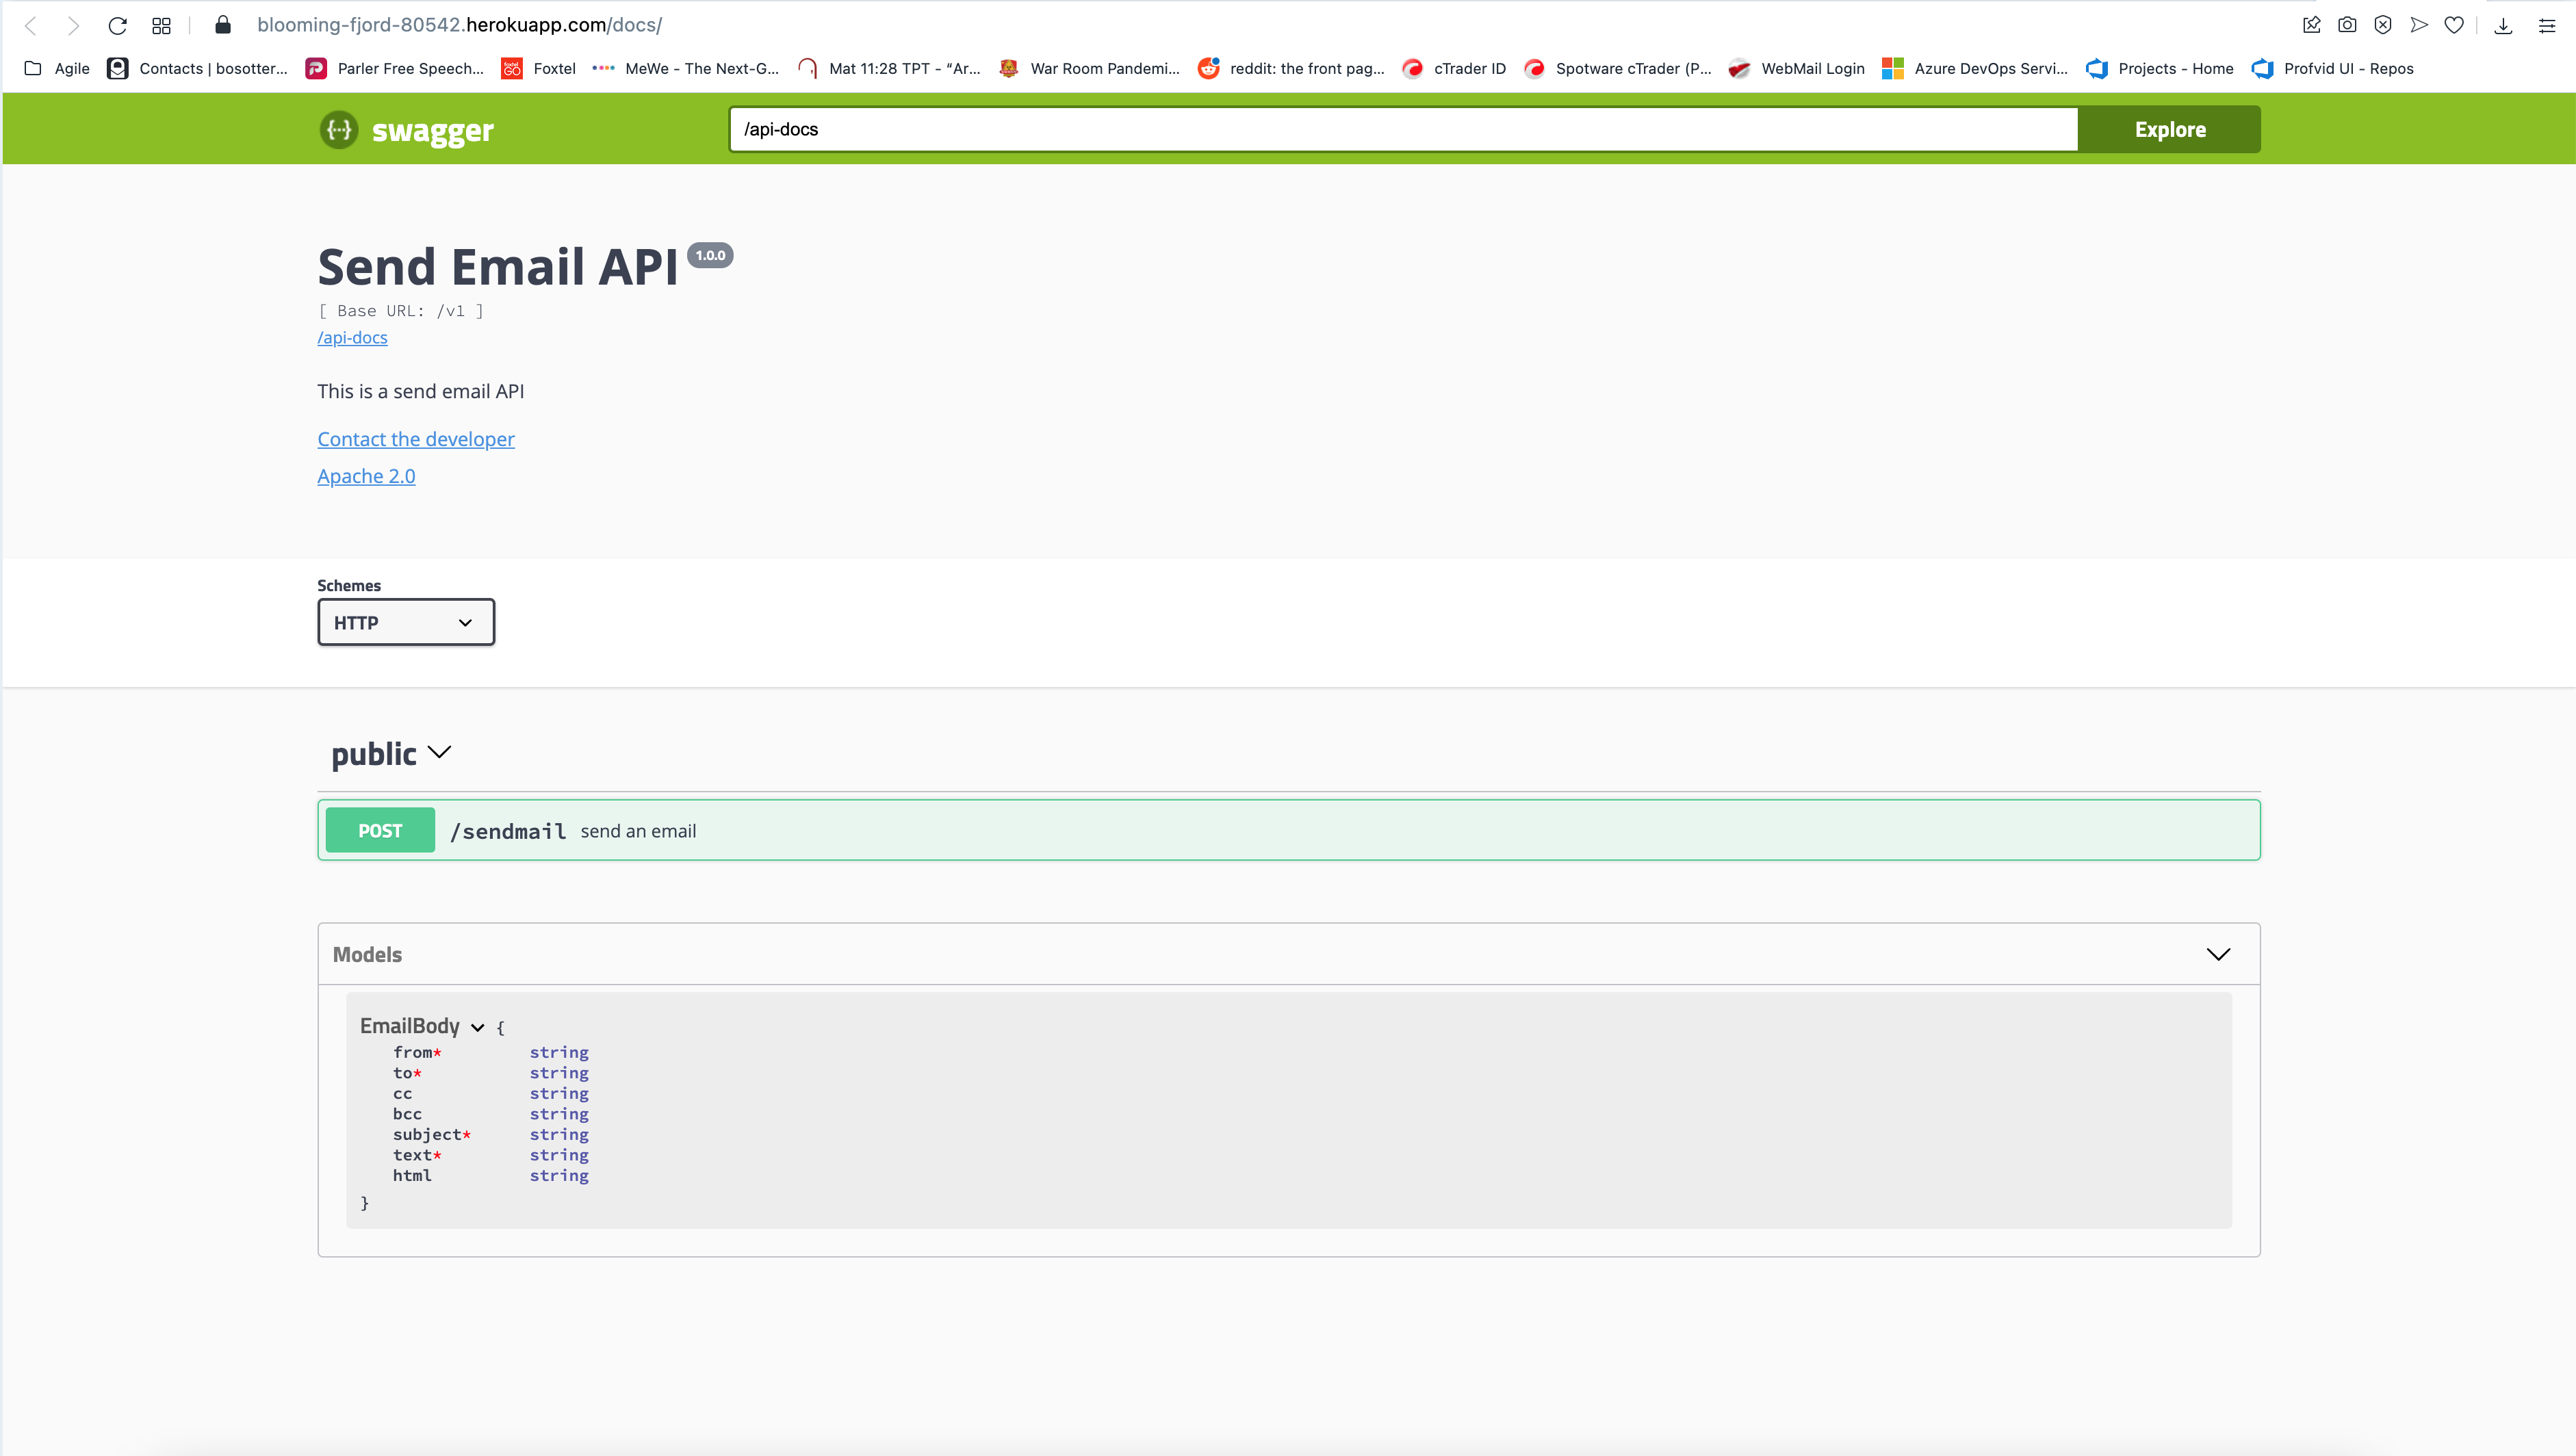 blooming-fjord-80542.herokuapp.com/docs/
Agile Contacts | bosotter... Parler Free Speech... Foxtel MeWe - The Next-G... Mat 11:28 TPT - “Ar... War Room Pandemi... reddit: the front pag... cTrader ID Spotware cTrader (P... WebMail Login Azure DevOps Servi... Projects - Home Profvid UI - Repos
{···} swagger /api-docs Explore
Send Email API 1.0.0
[ Base URL: /v1 ]
/api-docs
This is a send email API
Contact the developer
Apache 2.0
Schemes
HTTP
public
POST /sendmail send an email
Models
EmailBody {
from* string
to* string
cc string
bcc string
subject* string
text* string
html string
}